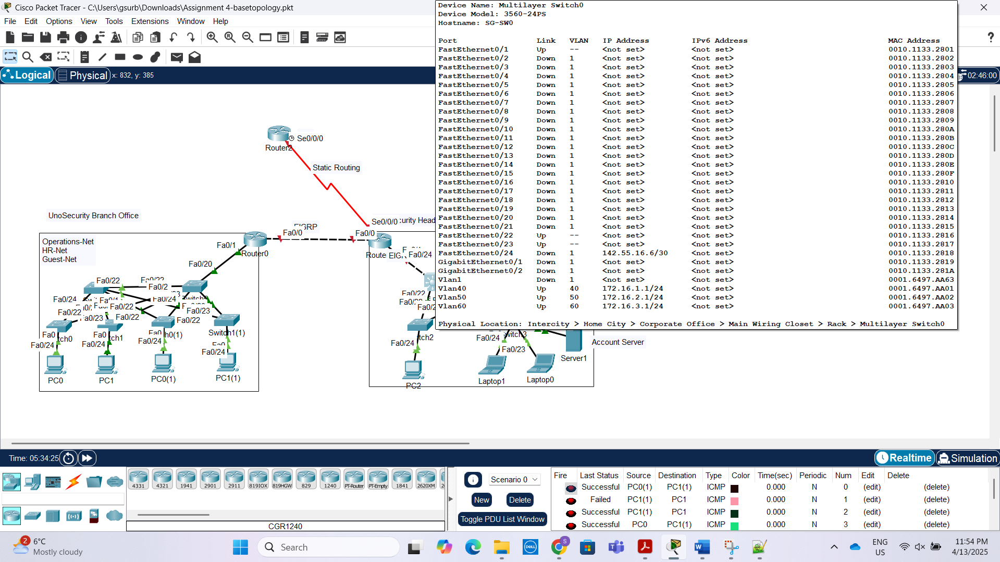 Cisco Packet Tracer - C:\Users\gsurb\Downloads\Assignment 4-basetopology.pkt
File Edit Options View Tools Extensions Window Help
Logical Physical x: 832, y: 385
02:46:00
Device Name: Multilayer Switch0
Device Model: 3560-24PS
Hostname: SG-SW0
Port Link VLAN IP Address IPv6 Address MAC Address
FastEthernet0/1 Up -- <not set> <not set> 0010.1133.2801
FastEthernet0/2 Down 1 <not set> <not set> 0010.1133.2802
FastEthernet0/3 Down 1 <not set> <not set> 0010.1133.2803
FastEthernet0/4 Down 1 <not set> <not set> 0010.1133.2804
FastEthernet0/5 Down 1 <not set> <not set> 0010.1133.2805
FastEthernet0/6 Down 1 <not set> <not set> 0010.1133.2806
FastEthernet0/7 Down 1 <not set> <not set> 0010.1133.2807
FastEthernet0/8 Down 1 <not set> <not set> 0010.1133.2808
FastEthernet0/9 Down 1 <not set> <not set> 0010.1133.2809
FastEthernet0/10 Down 1 <not set> <not set> 0010.1133.280A
FastEthernet0/11 Down 1 <not set> <not set> 0010.1133.280B
FastEthernet0/12 Down 1 <not set> <not set> 0010.1133.280C
FastEthernet0/13 Down 1 <not set> <not set> 0010.1133.280D
FastEthernet0/14 Down 1 <not set> <not set> 0010.1133.280E
FastEthernet0/15 Down 1 <not set> <not set> 0010.1133.280F
FastEthernet0/16 Down 1 <not set> <not set> 0010.1133.2810
FastEthernet0/17 Down 1 <not set> <not set> 0010.1133.2811
FastEthernet0/18 Down 1 <not set> <not set> 0010.1133.2812
FastEthernet0/19 Down 1 <not set> <not set> 0010.1133.2813
FastEthernet0/20 Down 1 <not set> <not set> 0010.1133.2814
FastEthernet0/21 Down 1 <not set> <not set> 0010.1133.2815
FastEthernet0/22 Up -- <not set> <not set> 0010.1133.2816
FastEthernet0/23 Up -- <not set> <not set> 0010.1133.2817
FastEthernet0/24 Down 1 142.55.16.6/30 <not set> 0010.1133.2818
GigabitEthernet0/1 Down 1 <not set> <not set> 0010.1133.2819
GigabitEthernet0/2 Down 1 <not set> <not set> 0010.1133.281A
Vlan1 Down 1 <not set> <not set> 0001.6497.AA63
Vlan40 Up 40 172.16.1.1/24 <not set> 0001.6497.AA01
Vlan50 Up 50 172.16.2.1/24 <not set> 0001.6497.AA02
Vlan60 Up 60 172.16.3.1/24 <not set> 0001.6497.AA03
Physical Location: Intercity > Home City > Corporate Office > Main Wiring Closet > Rack > Multilayer Switch0
Se0/0/0
Router2
Static Routing
UnoSecurity Branch Office
Se0/0/0 curity Head
EIGRP
Fa0/0 Fa0/0
Operations-Net
HR-Net
Guest-Net
Fa0/1
Router0
Route EIGR Fa0/24
Fa0/20
Fa0/22 Fa0/22
Fa0/2
Fa0/24 Fa0/1 Fa0/24 Switch
Fa0/22 Fa0/22 Fa0/23
Fa0/23 Fa0/22 Fa0/22
Fa0/22
Fa0/2
Fa0 tch0 Fa0 tch1 Fa0 h0(1) Switch1(1)
Fa0/24 Fa0/24 Fa0/24 Fa0/24
PC0 PC1 PC0(1) PC1(1)
tch2 Fa0/24 witch3
Fa0/24 Fa0/23
Account Server
Server1
PC2 Laptop1 Laptop0
Time: 05:34:25
Realtime Simulation
4331 4321 1941 2901 2911 819IOX 819HGW 829 1240 PT-Router PT-Empty 1841 2620XM
CGR1240
Scenario 0
New Delete
Toggle PDU List Window
Fire Last Status Source Destination Type Color Time(sec) Periodic Num Edit Delete
Successful PC0(1) PC1(1) ICMP 0.000 N 0 (edit) (delete)
Failed PC1(1) PC1 ICMP 0.000 N 1 (edit) (delete)
Successful PC1(1) PC1 ICMP 0.000 N 2 (edit) (delete)
Successful PC0 PC1(1) ICMP 0.000 N 3 (edit) (delete)
2
6°C
Mostly cloudy
Search
DELL
S
ENG
US
11:54 PM
4/13/2025